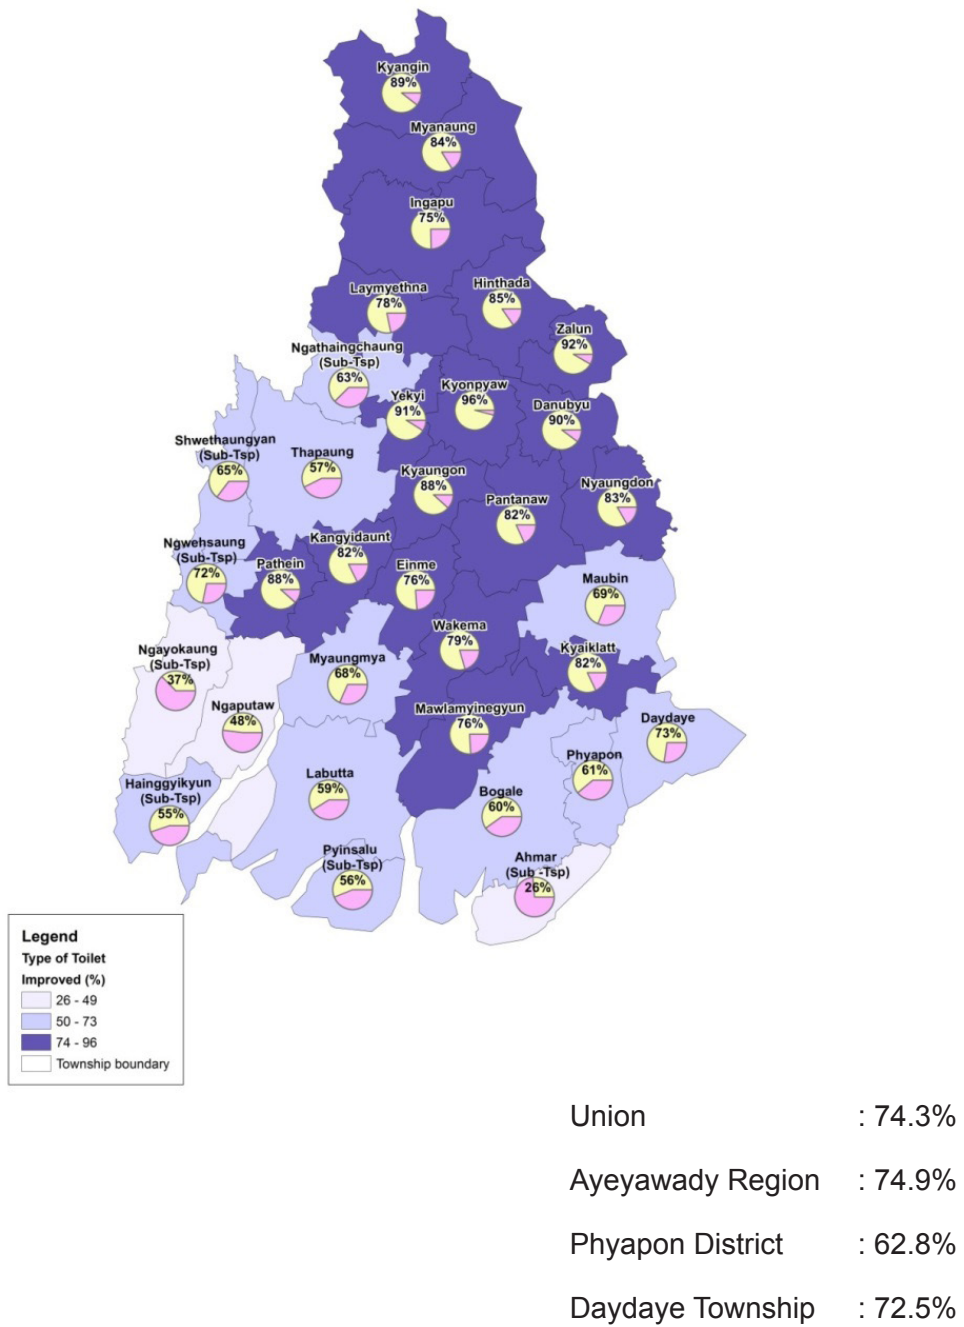 Kyangin
89%
Myanaung
84%
Ingapu
75%
Laymyethna
78%
Hinthada
85%
Zalun
92%
Ngathaingchaung
(Sub-Tsp)
63%
Yekyi
91%
Kyonpyaw
96%
Danubyu
90%
Shwethaungyan
(Sub-Tsp)
65%
Thapaung
57%
Kyaungon
88%
Pantanaw
82%
Nyaungdon
83%
Ngwehsaung
(Sub-Tsp)
72%
Pathein
88%
Kangyidaunt
82%
Einme
76%
Maubin
69%
Ngayokaung
(Sub-Tsp)
37%
Ngaputaw
48%
Myaungmya
68%
Wakema
79%
Kyaiklatt
82%
Mawlamyinegyun
76%
Daydaye
73%
Phyapon
61%
Hainggyikyun
(Sub-Tsp)
55%
Labutta
59%
Bogale
60%
Pyinsalu
(Sub-Tsp)
56%
Ahmar
(Sub -Tsp)
26%
Legend
Type of Toilet
Improved (%)
26 - 49
50 - 73
74 - 96
Township boundary
Union : 74.3%
Ayeyawady Region : 74.9%
Phyapon District : 62.8%
Daydaye Township : 72.5%